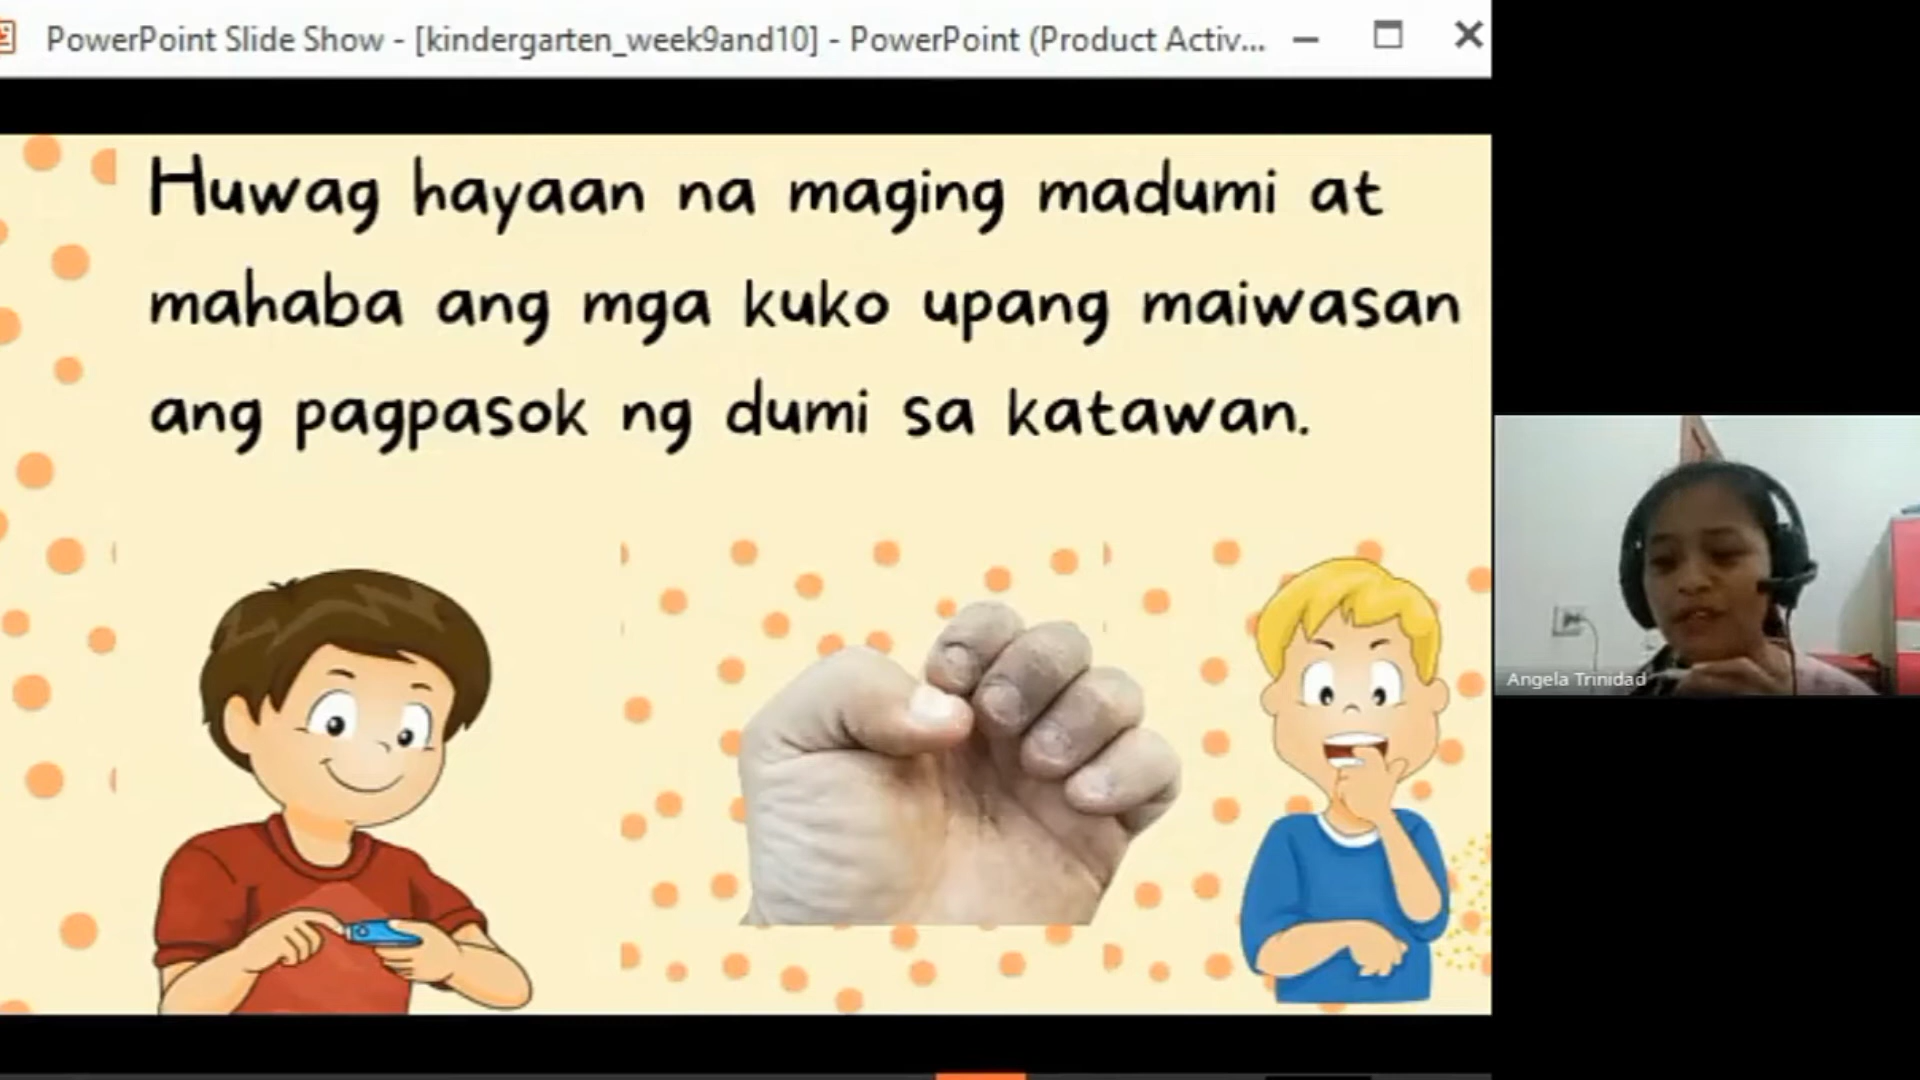 PowerPoint Slide Show - [kindergarten_week9and10] - PowerPoint (Product Activ...
Huwag hayaan na maging madumi at
mahaba ang mga kuko upang maiwasan
ang pagpasok ng dumi sa katawan.
Angela Trinidad